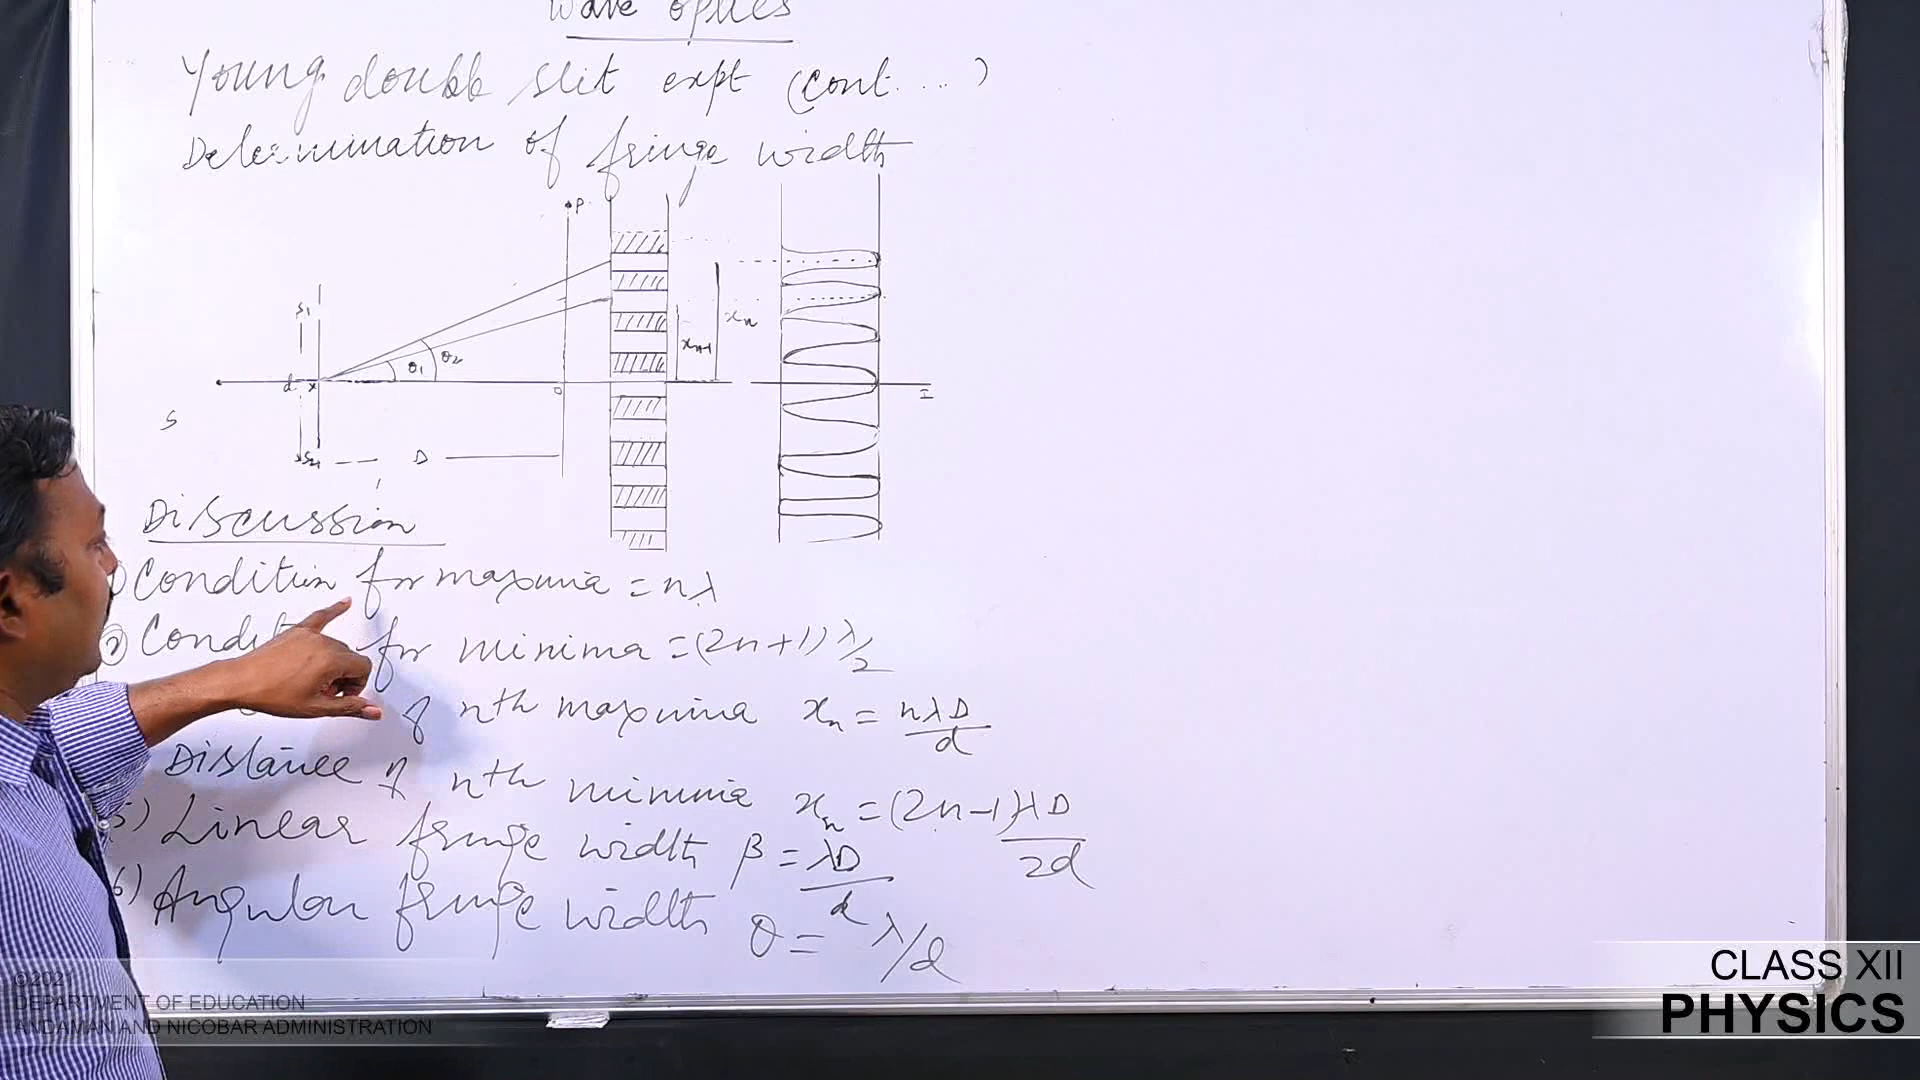 Wave optics
Young double slit expt (cont....)
Determination of fringe width
P
S1
xn
xn-1
θ1
θ2
d
x
O
I
S
S2
D
Discussion
1) Condition for maxima = nλ
2) Condit for minima = (2n+1) λ/2
of nth maxima xn = nλD/d
Distance of nth minima xn = (2n-1)λD/2d
5) Linear fringe width β = λD/d
6) Angular fringe width θ = λ/d
©2021
DEPARTMENT OF EDUCATION
ANDAMAN AND NICOBAR ADMINISTRATION
CLASS XII
PHYSICS